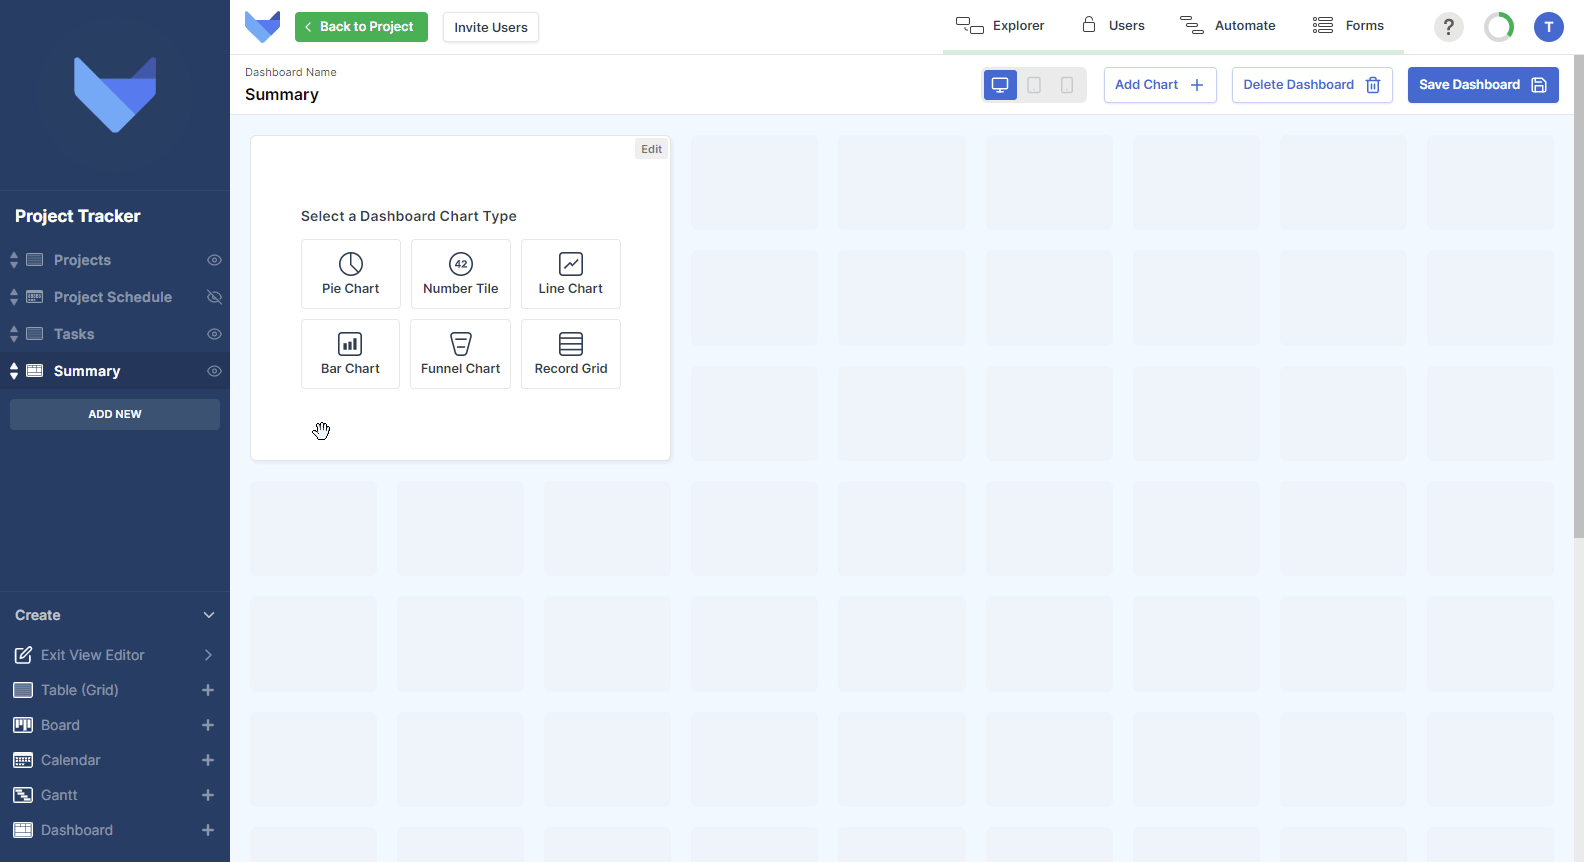 Back to Project
Invite Users
Explorer
Users
Automate
Forms
?
T
Dashboard Name
Summary
Add Chart
Delete Dashboard
Save Dashboard
Project Tracker
Projects
Project Schedule
Tasks
Summary
ADD NEW
Edit
Select a Dashboard Chart Type
Pie Chart
42
Number Tile
Line Chart
Bar Chart
Funnel Chart
Record Grid
Create
Exit View Editor
Table (Grid)
Board
Calendar
Gantt
Dashboard